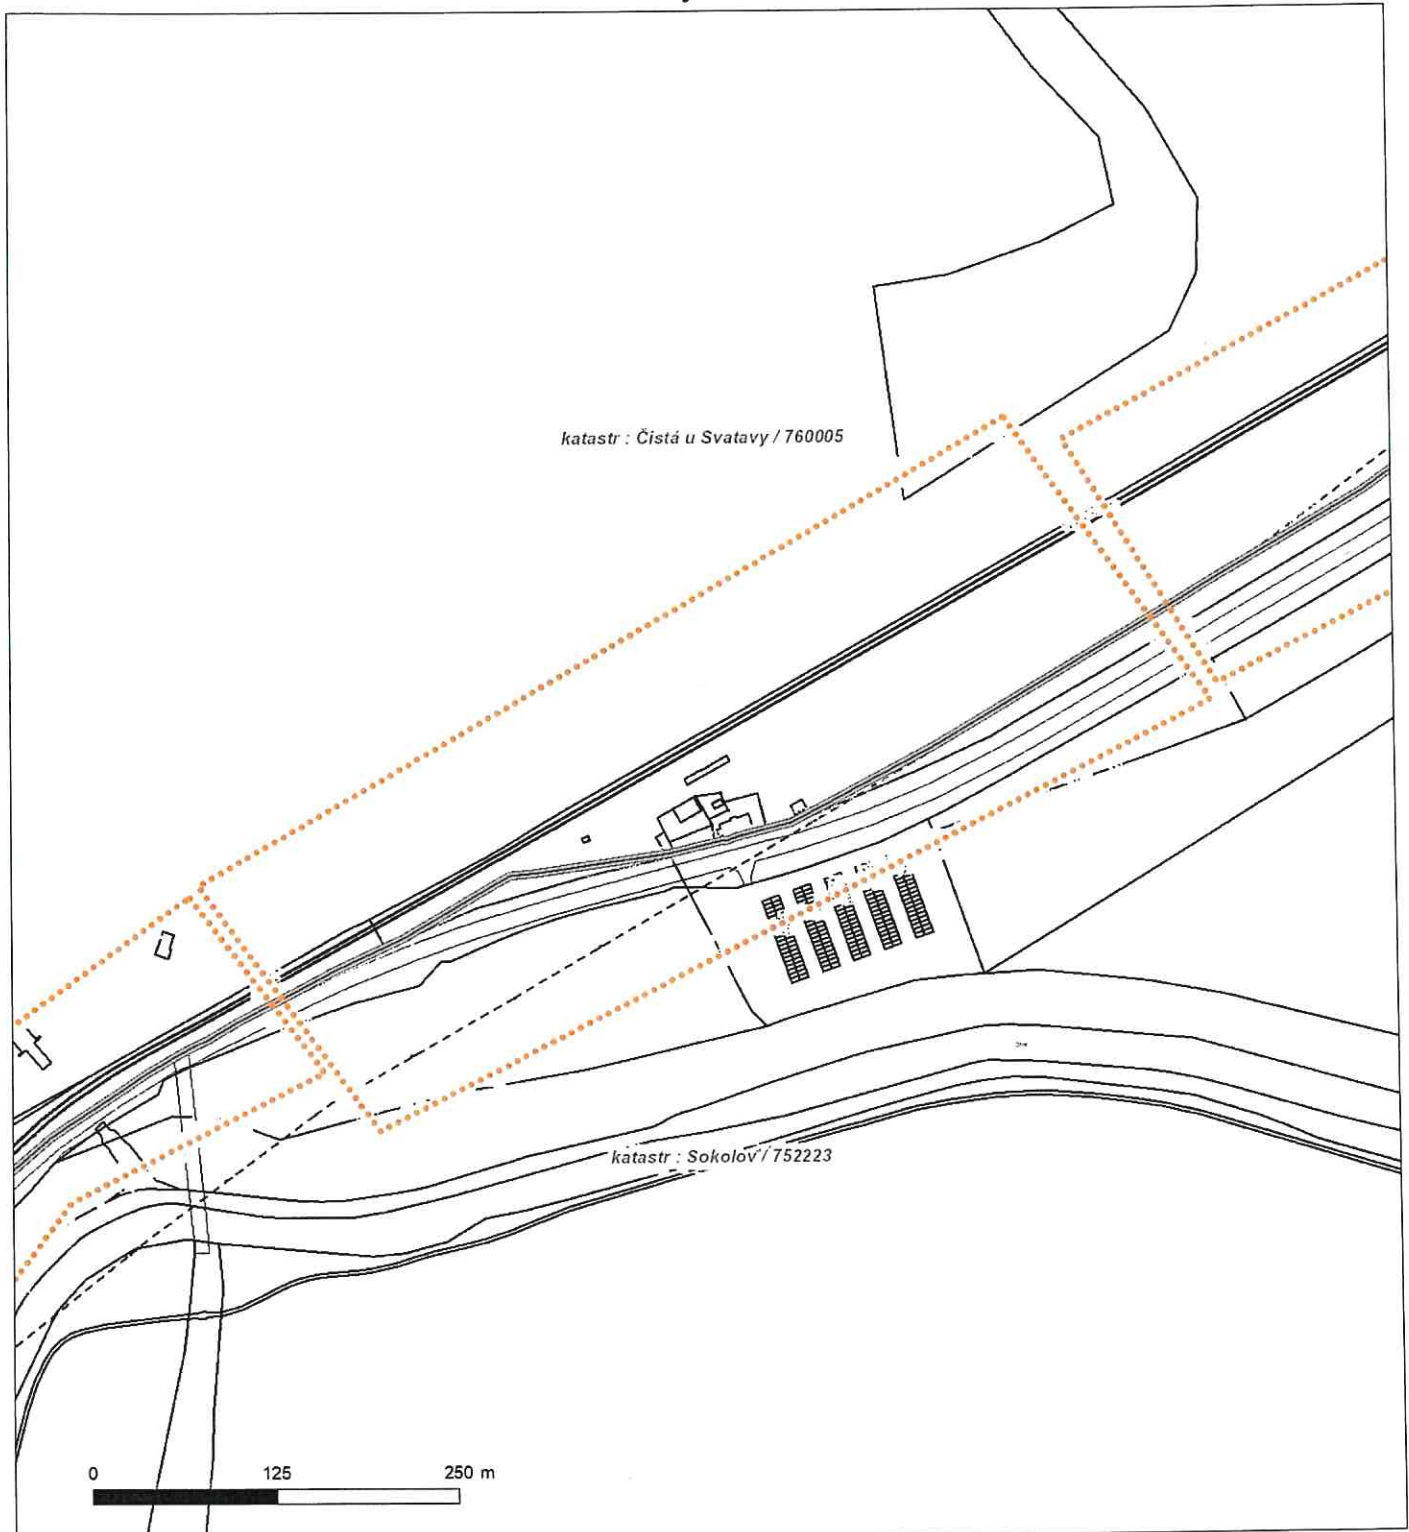 katastr : Čistá u Svatavy / 760005
katastr : Sokolov / 752223
0 125 250 m